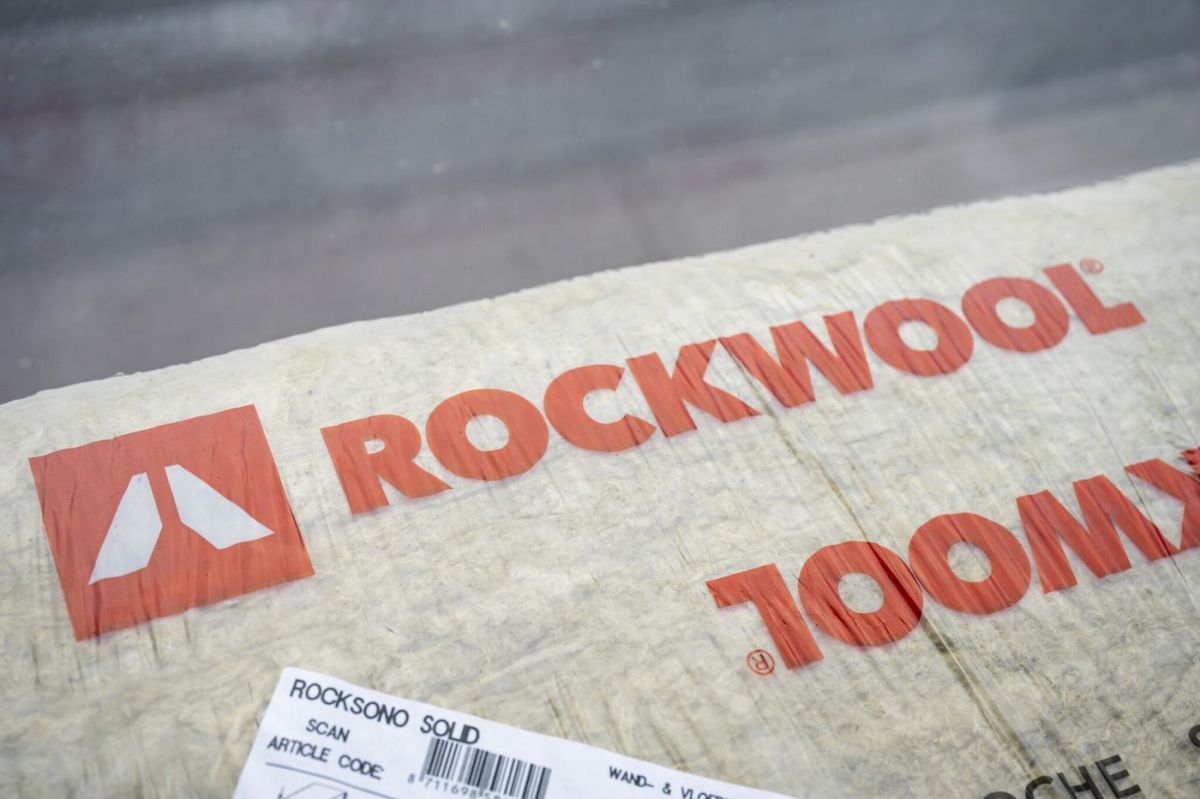 ROCKWOOL®
ROCKWOOL®
ROCKSONO SOLID
SCAN
ARTICLE CODE
WAND- &